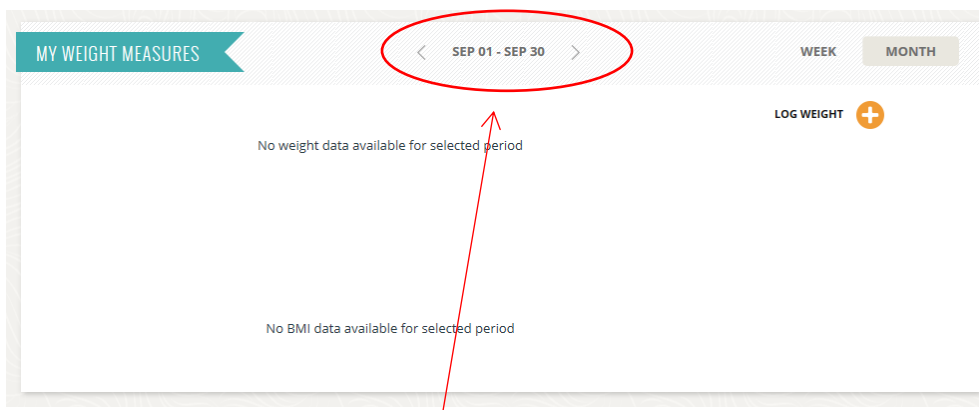 MY WEIGHT MEASURES
SEP 01 - SEP 30
WEEK
MONTH
LOG WEIGHT
No weight data available for selected period
No BMI data available for selected period